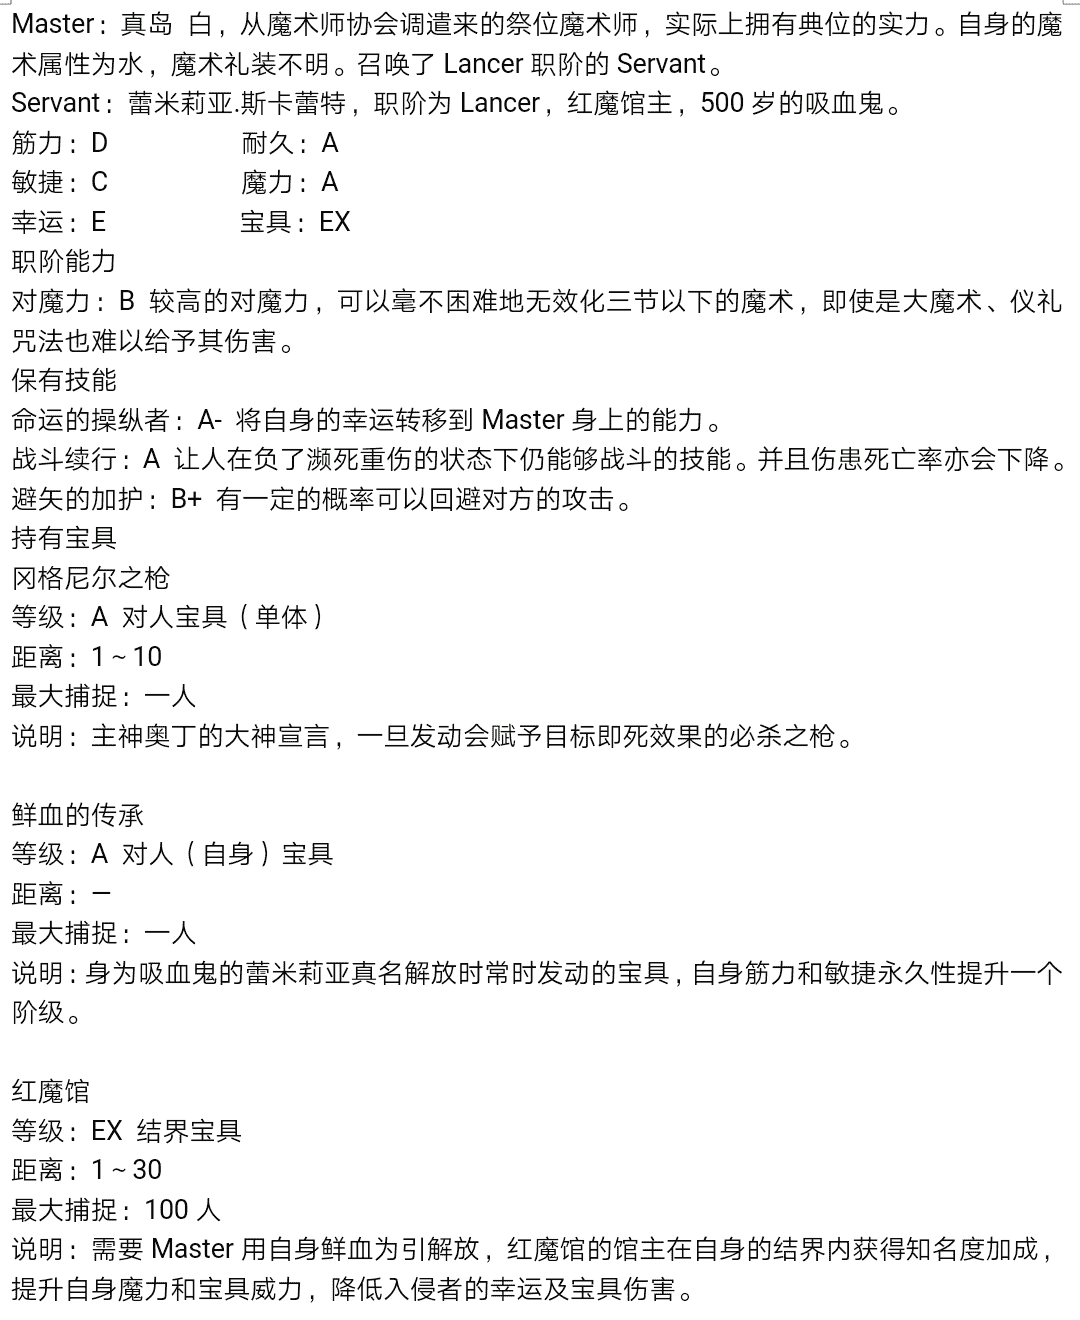 Master：真岛 白，从魔术师协会调遣来的祭位魔术师，实际上拥有典位的实力。自身的魔
术属性为水，魔术礼装不明。召唤了 Lancer 职阶的 Servant。
Servant：蕾米莉亚.斯卡蕾特，职阶为 Lancer，红魔馆主，500 岁的吸血鬼。
筋力：D 耐久：A
敏捷：C 魔力：A
幸运：E 宝具：EX
职阶能力
对魔力：B 较高的对魔力，可以毫不困难地无效化三节以下的魔术，即使是大魔术、仪礼
咒法也难以给予其伤害。
保有技能
命运的操纵者：A- 将自身的幸运转移到 Master 身上的能力。
战斗续行：A 让人在负了濒死重伤的状态下仍能够战斗的技能。并且伤患死亡率亦会下降。
避矢的加护：B+ 有一定的概率可以回避对方的攻击。
持有宝具
冈格尼尔之枪
等级：A 对人宝具（单体）
距离：1～10
最大捕捉：一人
说明：主神奥丁的大神宣言，一旦发动会赋予目标即死效果的必杀之枪。
鲜血的传承
等级：A 对人（自身）宝具
距离：—
最大捕捉：一人
说明：身为吸血鬼的蕾米莉亚真名解放时常时发动的宝具，自身筋力和敏捷永久性提升一个
阶级。
红魔馆
等级：EX 结界宝具
距离：1～30
最大捕捉：100 人
说明：需要 Master 用自身鲜血为引解放，红魔馆的馆主在自身的结界内获得知名度加成，
提升自身魔力和宝具威力，降低入侵者的幸运及宝具伤害。